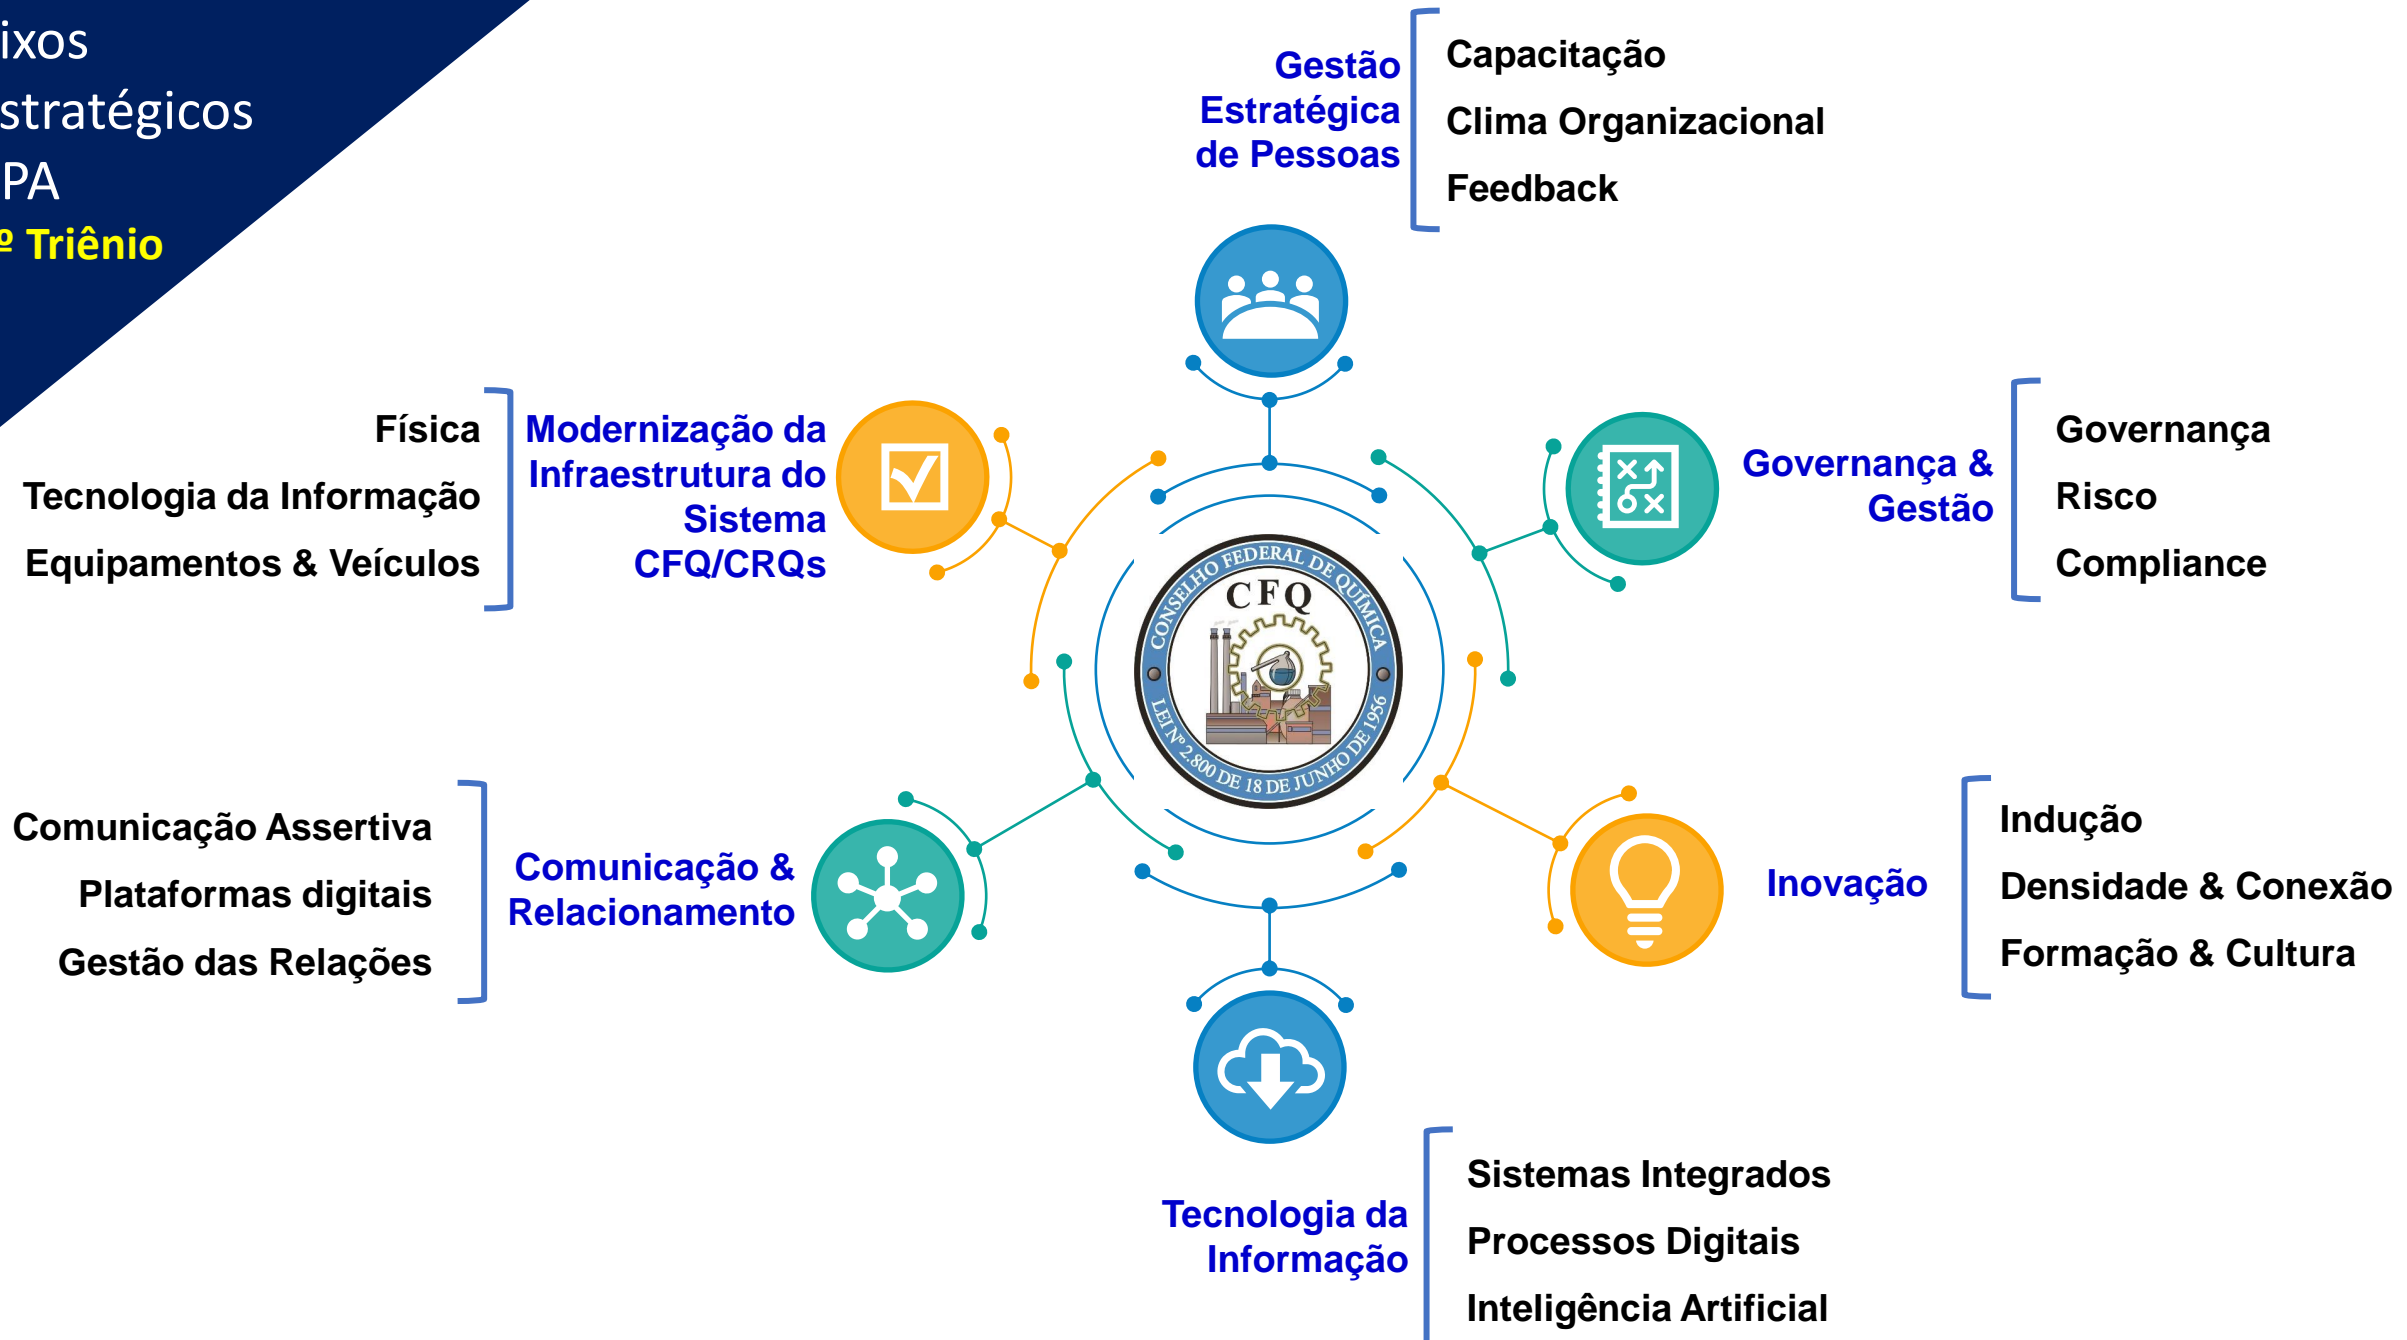 ixos
stratégicos
PA
º Triênio
Gestão
Estratégica
de Pessoas
Capacitação
Clima Organizacional
Feedback
Física
Tecnologia da Informação
Equipamentos & Veículos
Modernização da
Infraestrutura do
Sistema
CFQ/CRQs
Governança &
Gestão
Governança
Risco
Compliance
CONSELHO FEDERAL DE QUÍMICA
CFQ
LEI Nº 2.800 DE 18 DE JUNHO DE 1956
Comunicação Assertiva
Plataformas digitais
Gestão das Relações
Comunicação &
Relacionamento
Inovação
Indução
Densidade & Conexão
Formação & Cultura
Tecnologia da
Informação
Sistemas Integrados
Processos Digitais
Inteligência Artificial